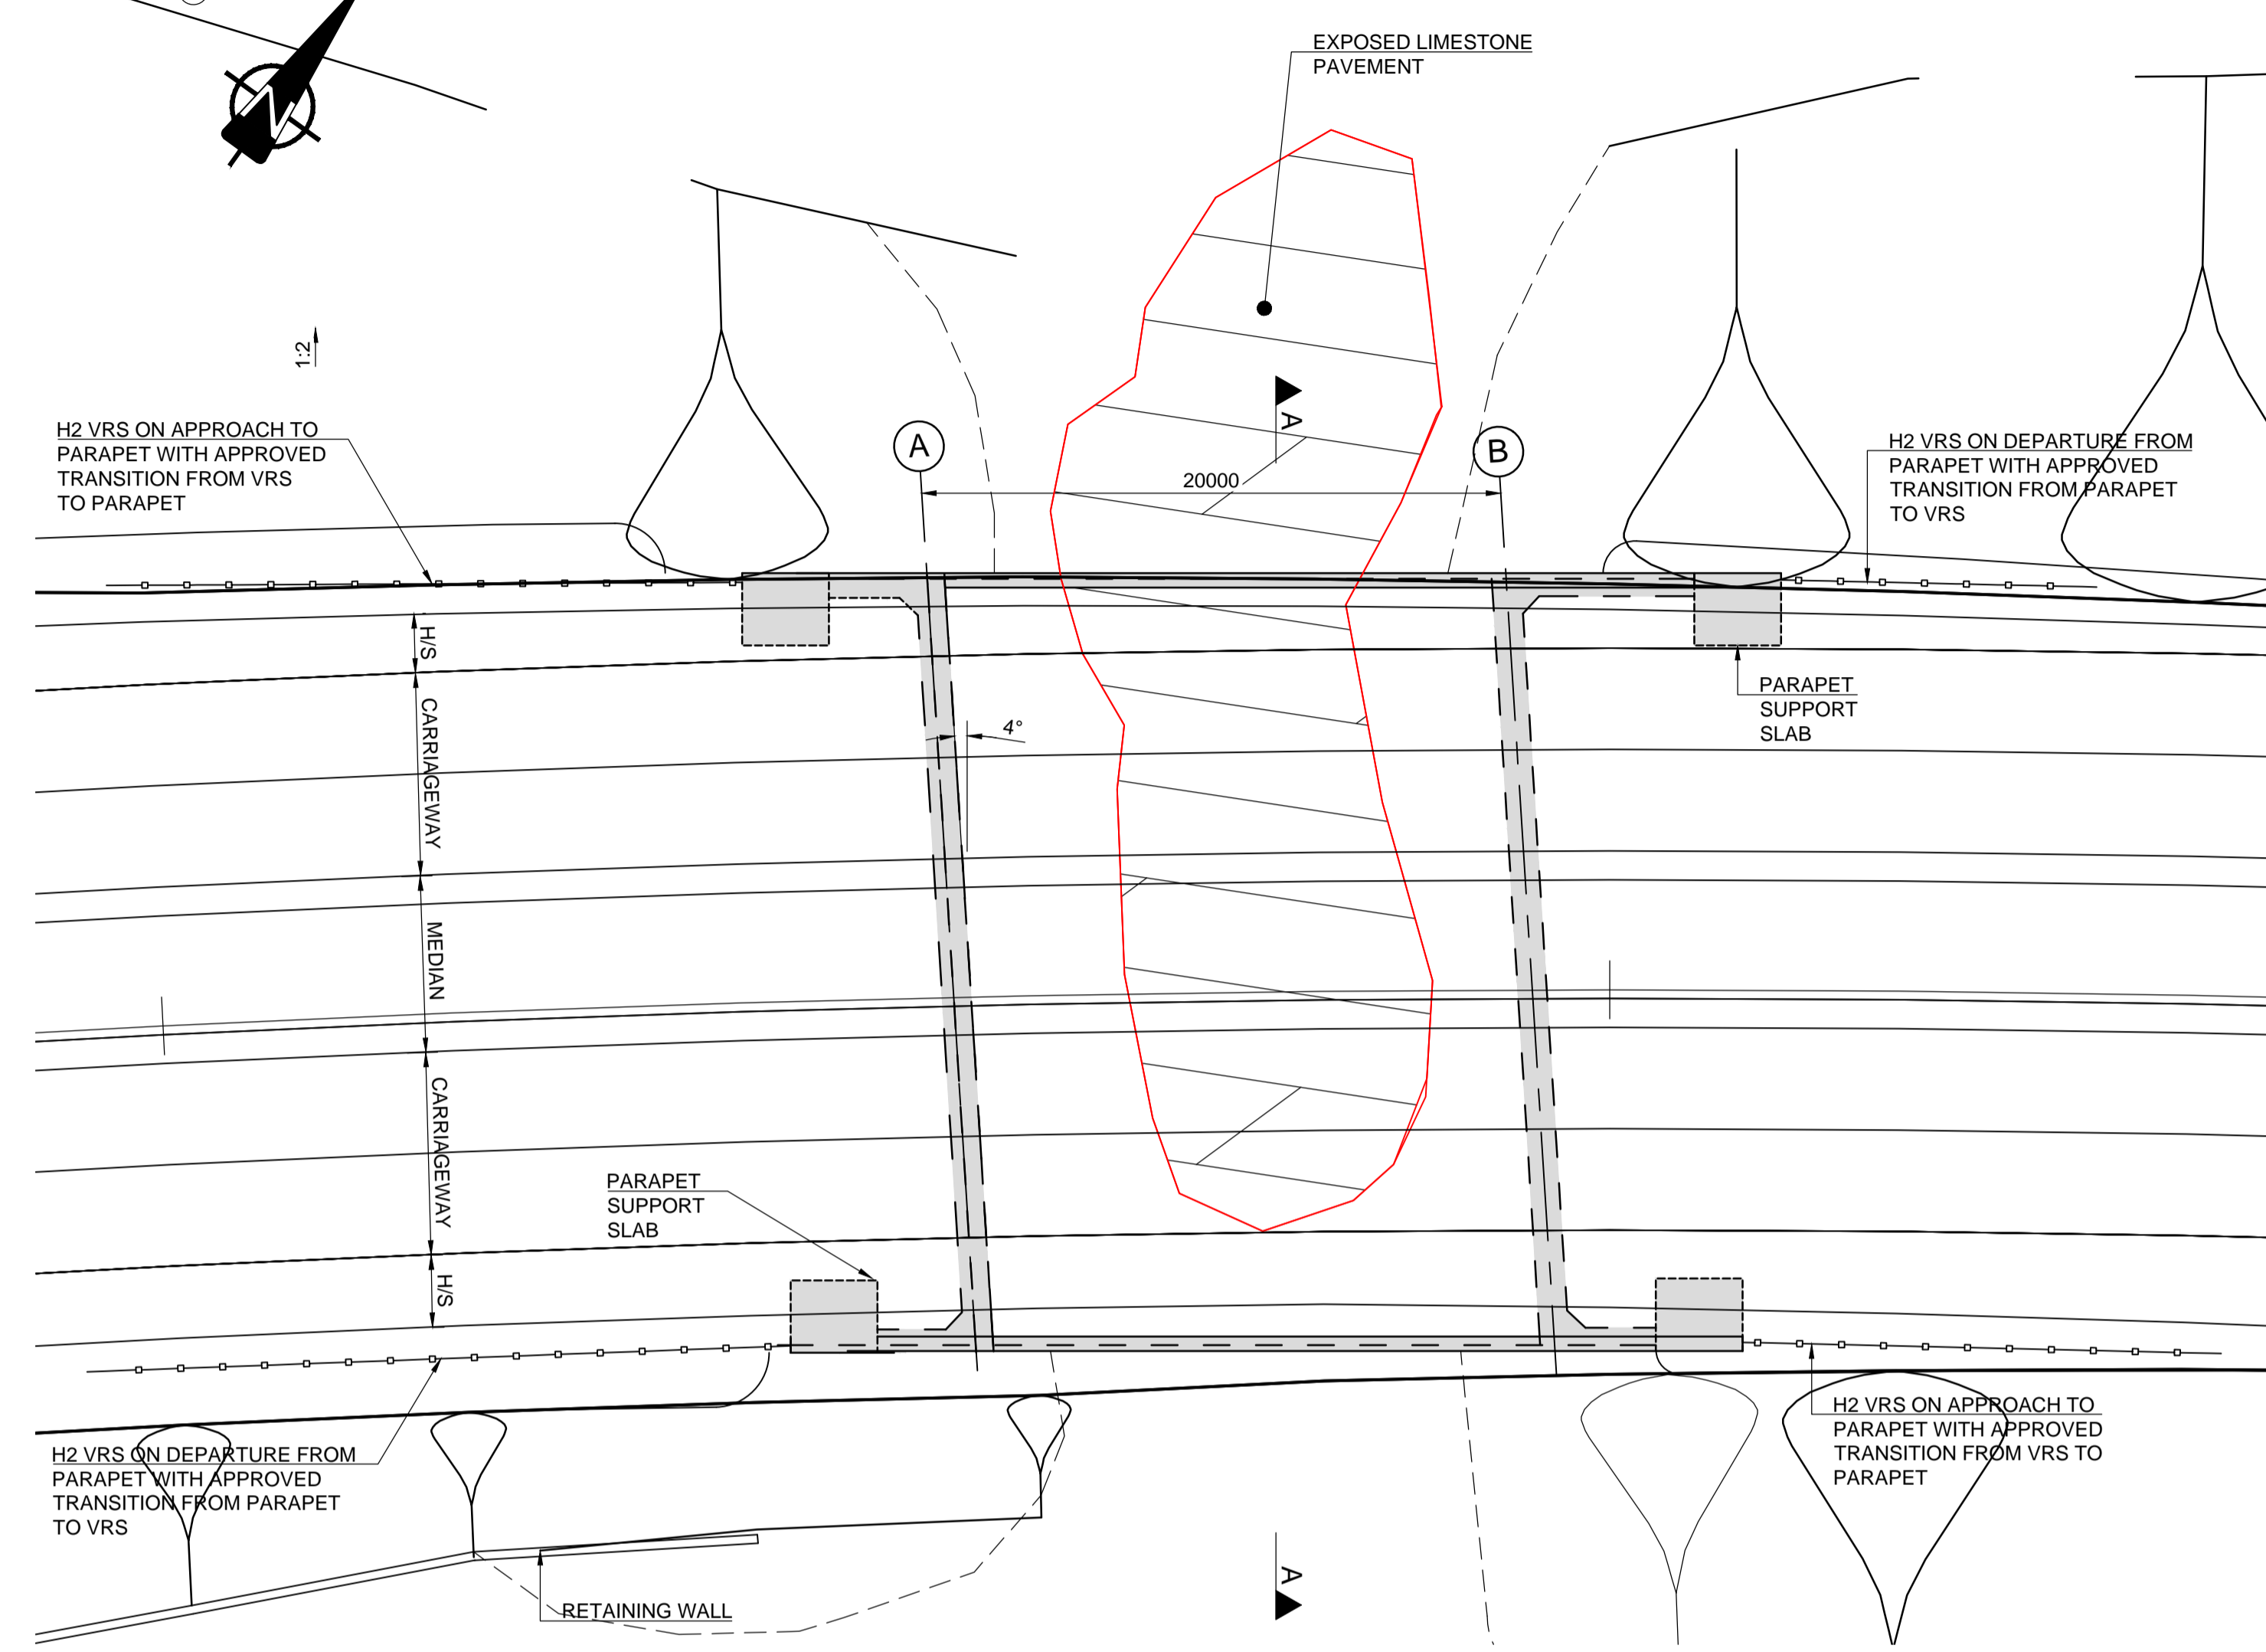 EXPOSED LIMESTONE
PAVEMENT
N
1:2
H2 VRS ON APPROACH TO
PARAPET WITH APPROVED
TRANSITION FROM VRS
TO PARAPET
A
B
A
20000
H2 VRS ON DEPARTURE FROM
PARAPET WITH APPROVED
TRANSITION FROM PARAPET
TO VRS
H/S
CARRIAGEWAY
MEDIAN
CARRIAGEWAY
H/S
4°
PARAPET
SUPPORT
SLAB
PARAPET
SUPPORT
SLAB
H2 VRS ON DEPARTURE FROM
PARAPET WITH APPROVED
TRANSITION FROM PARAPET
TO VRS
H2 VRS ON APPROACH TO
PARAPET WITH APPROVED
TRANSITION FROM VRS TO
PARAPET
RETAINING WALL
A